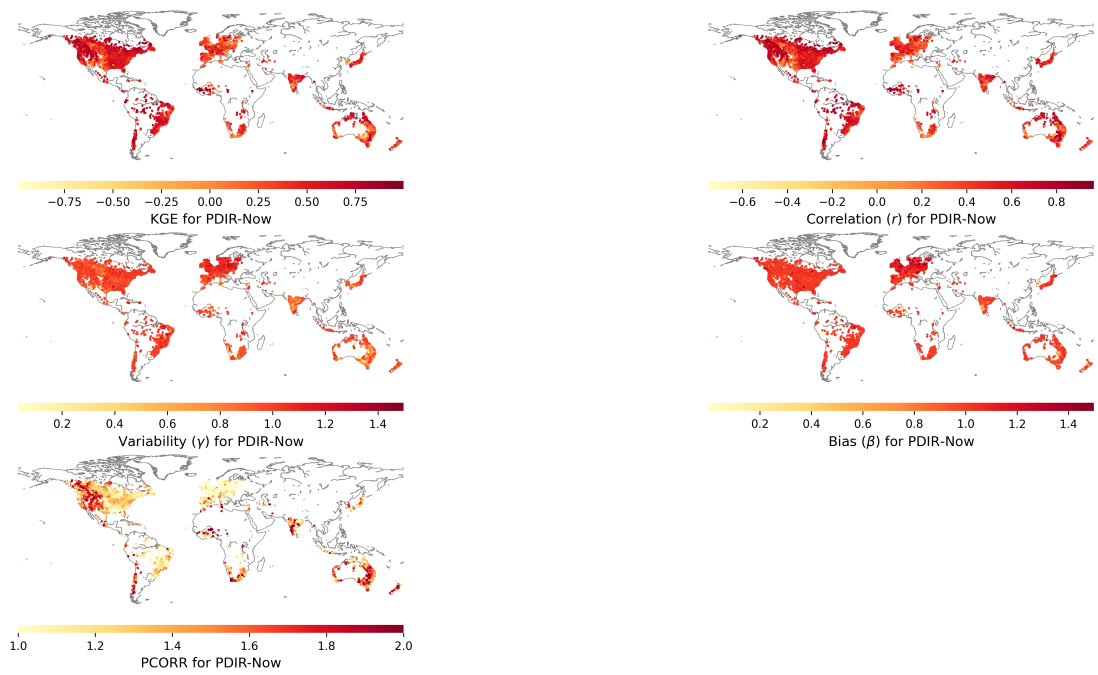 −0.75 −0.50 −0.25 0.00 0.25 0.50 0.75
KGE for PDIR-Now
−0.6 −0.4 −0.2 0.0 0.2 0.4 0.6 0.8
Correlation (r) for PDIR-Now
0.2 0.4 0.6 0.8 1.0 1.2 1.4
Variability (γ) for PDIR-Now
0.2 0.4 0.6 0.8 1.0 1.2 1.4
Bias (β) for PDIR-Now
1.0 1.2 1.4 1.6 1.8 2.0
PCORR for PDIR-Now